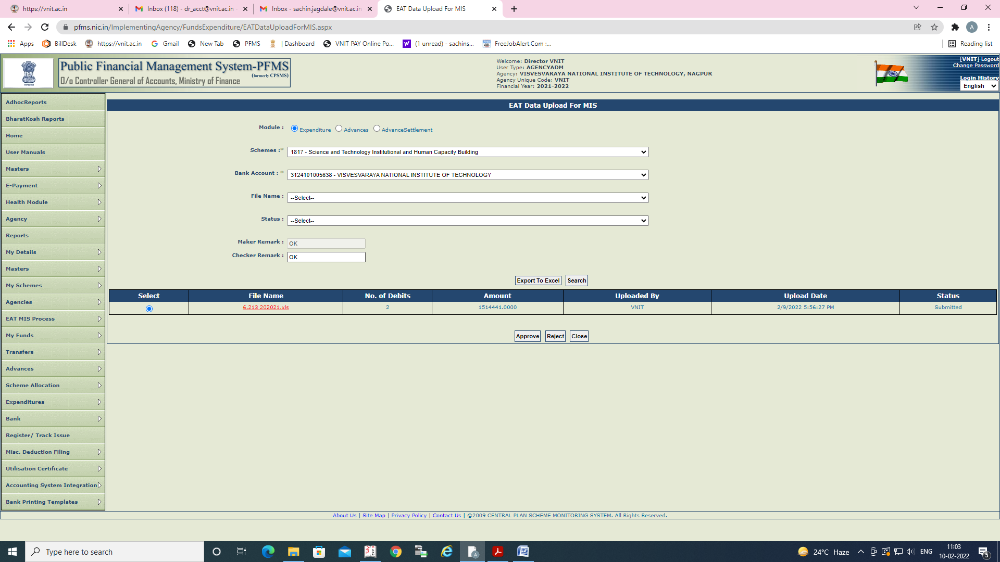 https://vnit.ac.in
Inbox (118) - dr_acct@vnit.ac.in -
Inbox - sachin.jagdale@vnit.ac.in
EAT Data Upload For MIS
pfms.nic.in/ImplementingAgency/FundsExpenditure/EATDataUploadForMIS.aspx
A
Apps
BillDesk
https://vnit.ac.in
Gmail
New Tab
PFMS
| Dashboard
VNIT PAY Online Po...
(1 unread) - sachins...
FreeJobAlert.Com :...
Reading list
Public Financial Management System-PFMS
(formerly CPSMS)
O/o Controller General of Accounts, Ministry of Finance
Welcome: Director VNIT
User Type: AGENCYADM
Agency: VISVESVARAYA NATIONAL INSTITUTE OF TECHNOLOGY, NAGPUR
Agency Unique Code: VNIT
Financial Year: 2021-2022
[VNIT] Logout
Change Password
Login History
English
AdhocReports
BharatKosh Reports
Home
User Manuals
Masters
E-Payment
Health Module
Agency
Reports
My Details
Masters
My Schemes
Agencies
EAT MIS Process
My Funds
Transfers
Advances
Scheme Allocation
Expenditures
Bank
Register/ Track Issue
Misc. Deduction Filing
Utilisation Certificate
Accounting System Integration
Bank Printing Templates
EAT Data Upload For MIS
Module : Expenditure Advances AdvanceSettlement
Schemes :* 1817 - Science and Technology Institutional and Human Capacity Building
Bank Account : * 3124101005638 - VISVESVARAYA NATIONAL INSTITUTE OF TECHNOLOGY
File Name : --Select--
Status : --Select--
Maker Remark : OK
Checker Remark : OK
Export To Excel Search
Select File Name No. of Debits Amount Uploaded By Upload Date Status
6.213 202021.xls 2 1514441.0000 VNIT 2/9/2022 5:56:27 PM Submitted
Approve Reject Close
About Us | Site Map | Privacy Policy | Contact Us | ©2009 CENTRAL PLAN SCHEME MONITORING SYSTEM. All Rights Reserved.
Type here to search
24°C Haze
ENG
11:03
10-02-2022
5